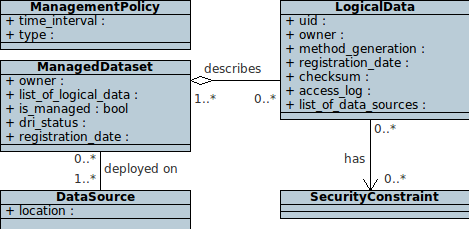 ManagementPolicy
+ time_interval :
+ type :
LogicalData
+ uid :
+ owner :
+ method_generation :
+ registration_date :
+ checksum :
+ access_log :
+ list_of_data_sources :
describes
1..*
0..*
ManagedDataset
+ owner :
+ list_of_logical_data :
+ is_managed : bool
+ dri_status :
+ registration_date :
0..*
deployed on
1..*
0..*
has
0..*
DataSource
+ location :
SecurityConstraint